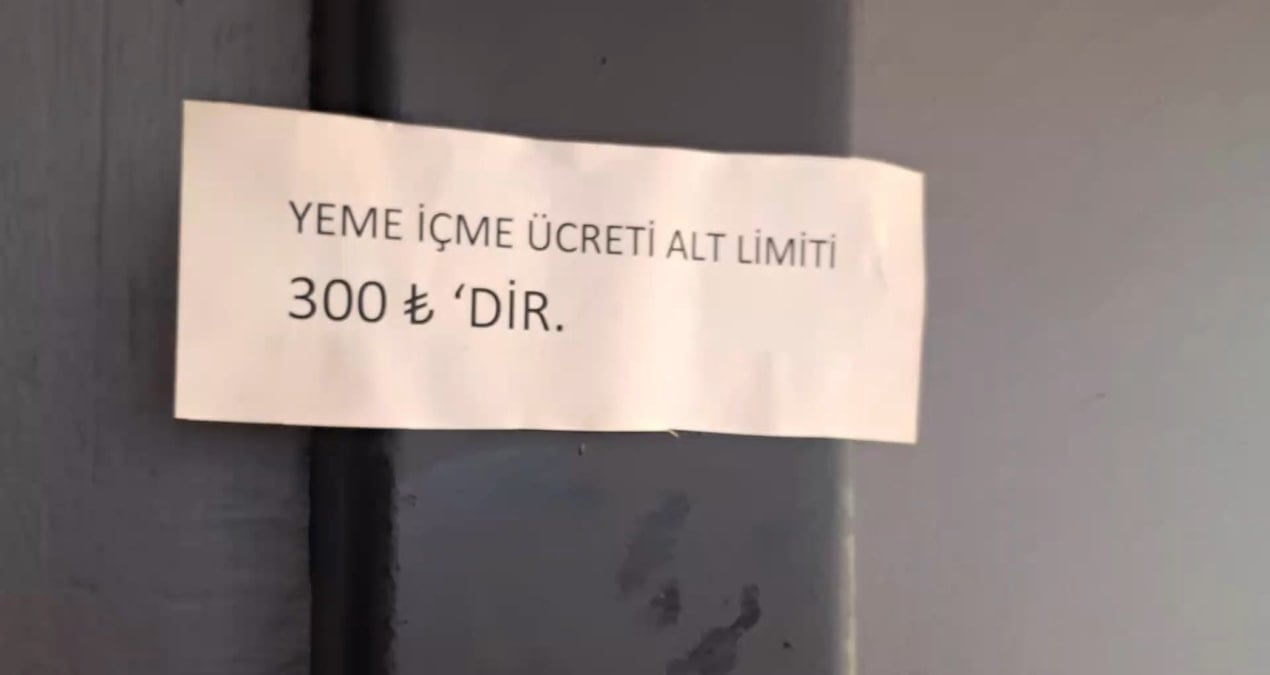 YEME İÇME ÜCRETİ ALT LİMİTİ
300 ₺ ‘DİR.